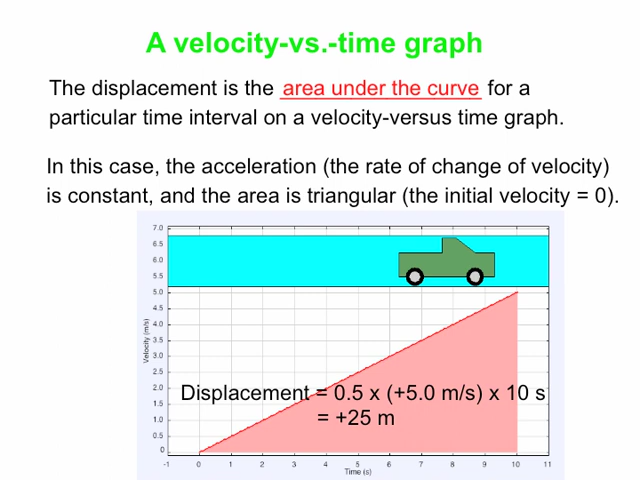 A velocity-vs.-time graph
The displacement is the area under the curve for a
particular time interval on a velocity-versus time graph.
In this case, the acceleration (the rate of change of velocity)
is constant, and the area is triangular (the initial velocity = 0).
7.0
6.5
6.0
5.5
5.0
4.5
4.0
3.5
3.0
2.5
2.0
1.5
1.0
0.5
0
Velocity (m/s)
Displacement = 0.5 x (+5.0 m/s) x 10 s
= +25 m
-1 0 1 2 3 4 5 6 7 8 9 10 11
Time (s)